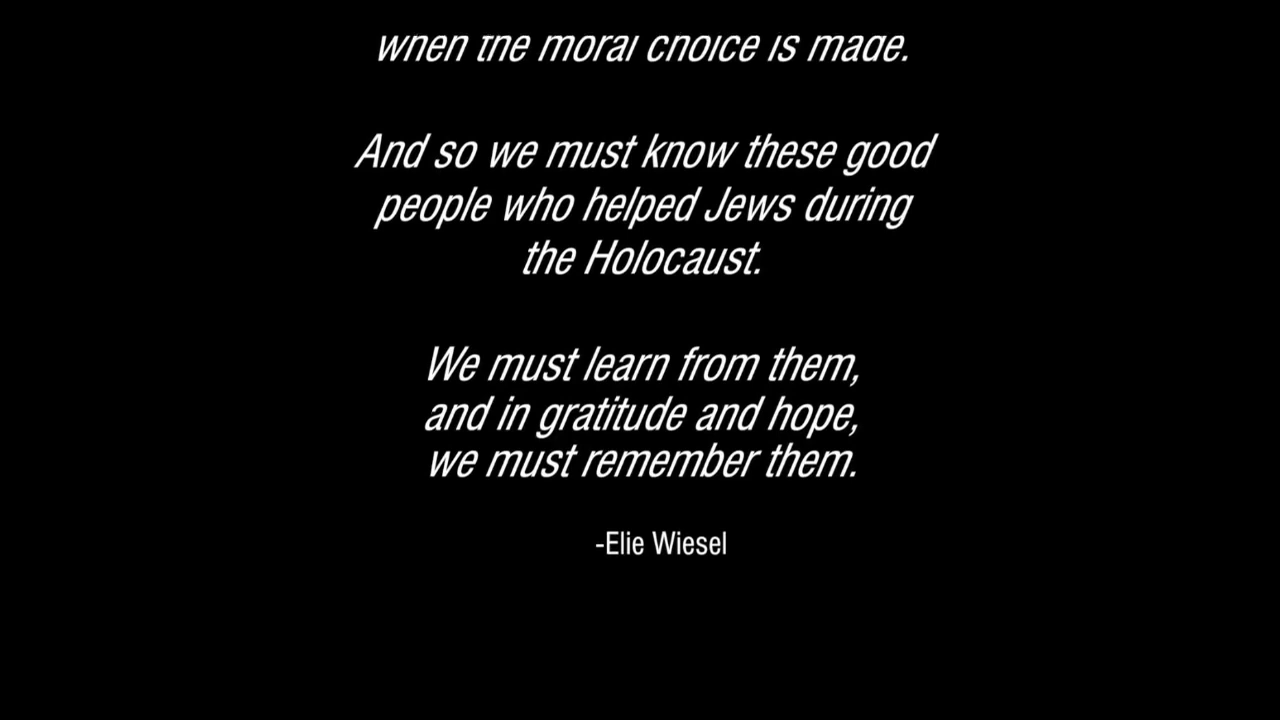 when the moral choice is made.
And so we must know these good
people who helped Jews during
the Holocaust.
We must learn from them,
and in gratitude and hope,
we must remember them.
-Elie Wiesel